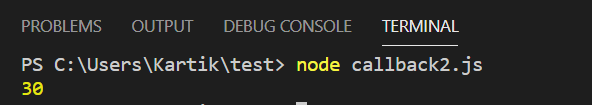 PROBLEMS OUTPUT DEBUG CONSOLE TERMINAL
PS C:\Users\Kartik\test> node callback2.js
30